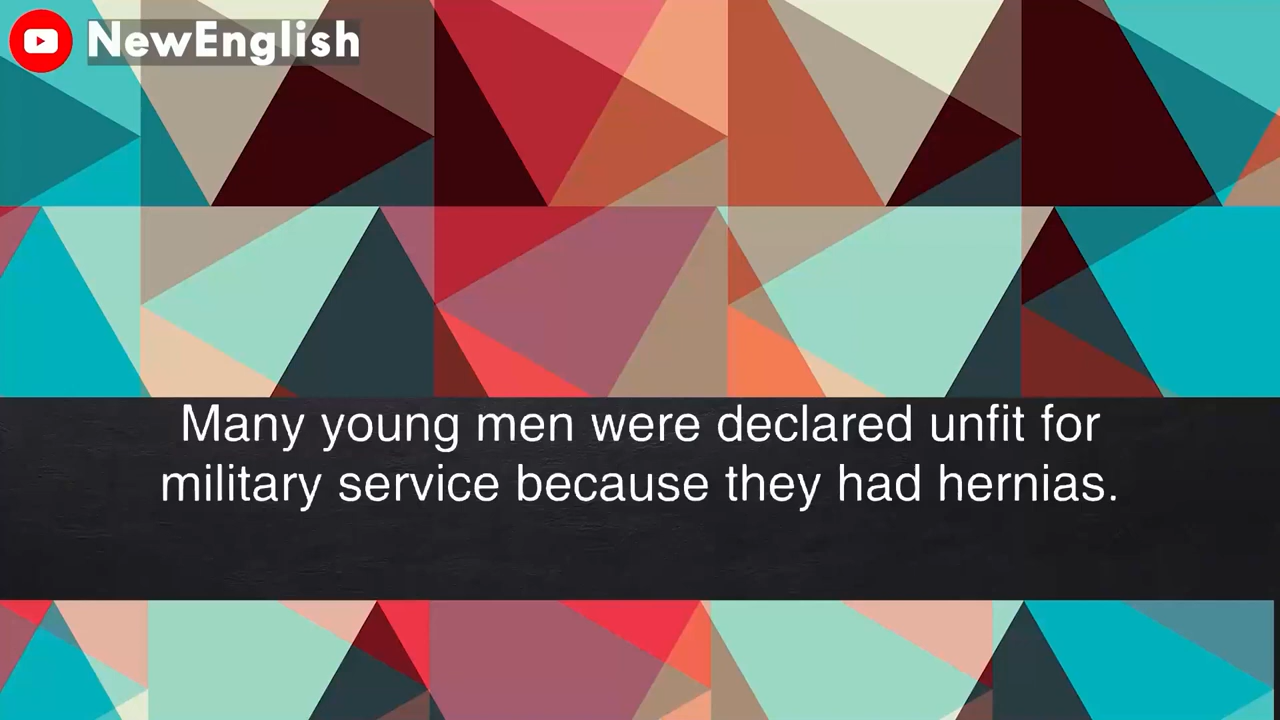 NewEnglish
Many young men were declared unfit for
military service because they had hernias.